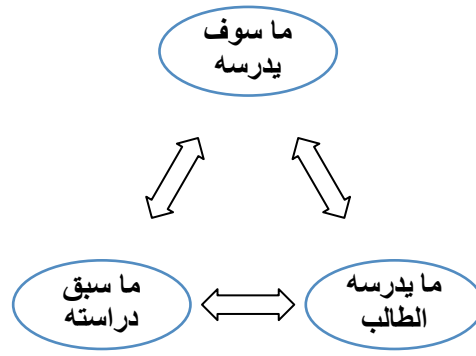 ما سوف
يدرسه
ما يدرسه
الطالب
ما سبق
دراسته